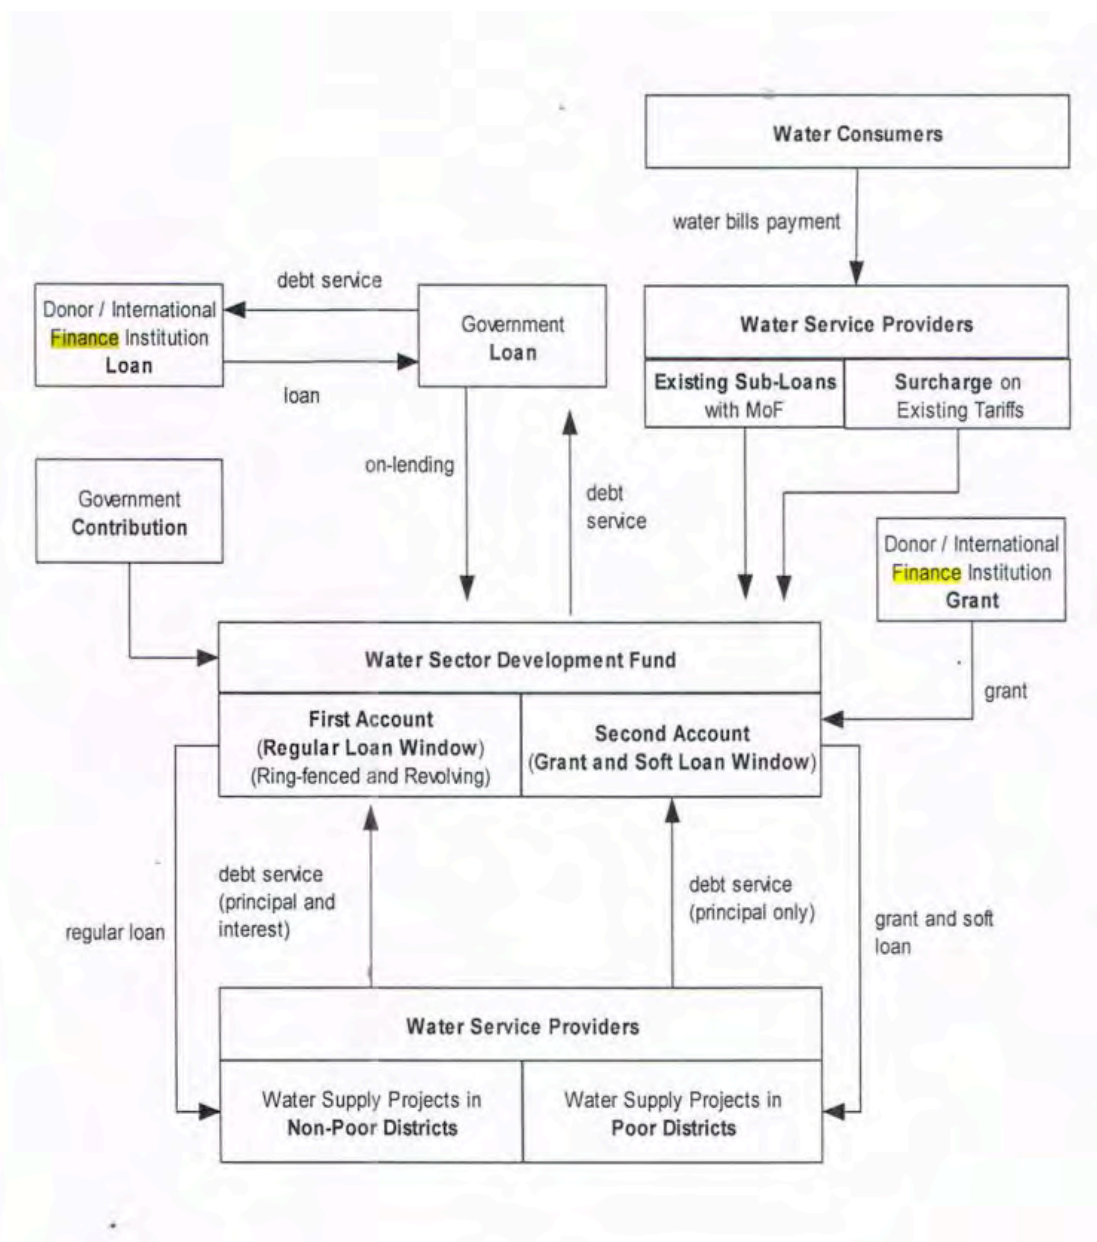 Water Consumers
water bills payment
debt service
Donor / International
Finance Institution
Loan
Government
Loan
loan
Water Service Providers
Existing Sub-Loans
with MoF
Surcharge on
Existing Tariffs
on-lending
debt
service
Government
Contribution
Donor / International
Finance Institution
Grant
grant
Water Sector Development Fund
First Account
(Regular Loan Window)
(Ring-fenced and Revolving)
Second Account
(Grant and Soft Loan Window)
debt service
(principal and
interest)
debt service
(principal only)
regular loan
grant and soft
loan
Water Service Providers
Water Supply Projects in
Non-Poor Districts
Water Supply Projects in
Poor Districts